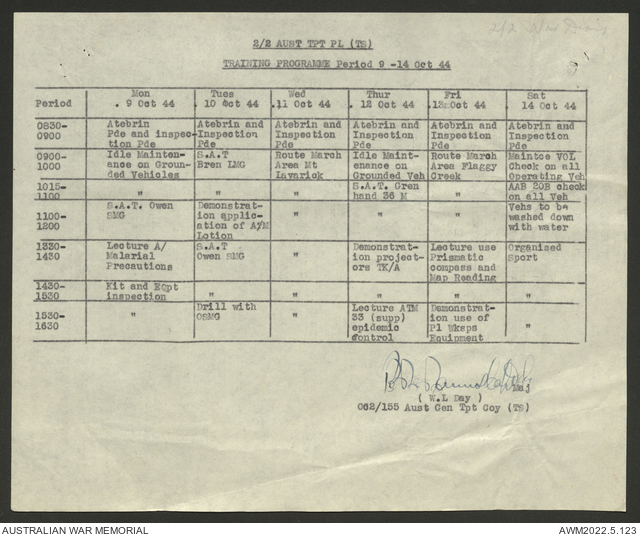 2/2 War Diary
2/2 AUST TPT PL (TS)
TRAINING PROGRAMME Period 9 -14 Oct 44
Period Mon . 9 Oct 44 Tues . 10 Oct 44 Wed . 11 Oct 44 Thur . 12 Oct 44 Fri 13 Oct 44 Sat . 14 Oct 44
0830- Atebrin Atebrin and Atebrin and Atebrin and Atebrin and Atebrin and
0900 Pde and inspec- Inspection Inspection Inspection Inspection Inspection
tion Pde Pde Pde Pde Pde Pde
0900- Idle Mainten- S.A.T Route March Idle Maint- Route March Maintce VOL
1000 ance on Groun- Bren LMG Area Mt enance on Area Flaggy Check on all
ded Vehicles Lavarick Grounded Veh Creek Operating Veh
1015- " " " S.A.T. Gren " AAB 20B check
1100 hand 36 M on all Veh
1100- S.A.T. Owen Demonstrat- " " " Vehs to be
1200 SMG ion applic- washed down
ation of A/M with water
Lotion
1330- Lecture A/ S.A.T " Demonstrat- Lecture use Organised
1430 Malarial Owen SMG ion project- Prismatic Sport
Precautions ors TK/A compass and
Map Reading
1430- Kit and Eqpt " " " " "
1530 inspection
1530- " Drill with " Lecture ATM Demonstrat- "
1630 OSMG 33 (supp) ion use of
epidemic Pl Wksps
control Equipment
Maj
( W.L Day )
OC2/155 Aust Gen Tpt Coy (TS)
AUSTRALIAN WAR MEMORIAL
AWM2022.5.123